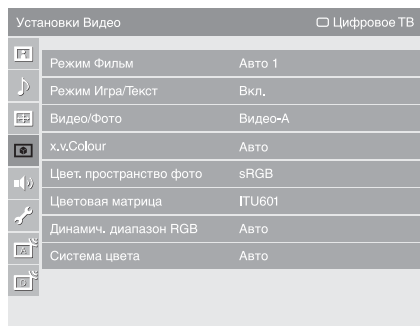 Установки Видео Цифровое ТВ
Режим Фильм Авто 1
Режим Игра/Текст Вкл.
Видео/Фото Видео-A
x.v.Colour Авто
Цвет. пространство фото sRGB
Цветовая матрица ITU601
Динамич. диапазон RGB Авто
Система цвета Авто
A
B